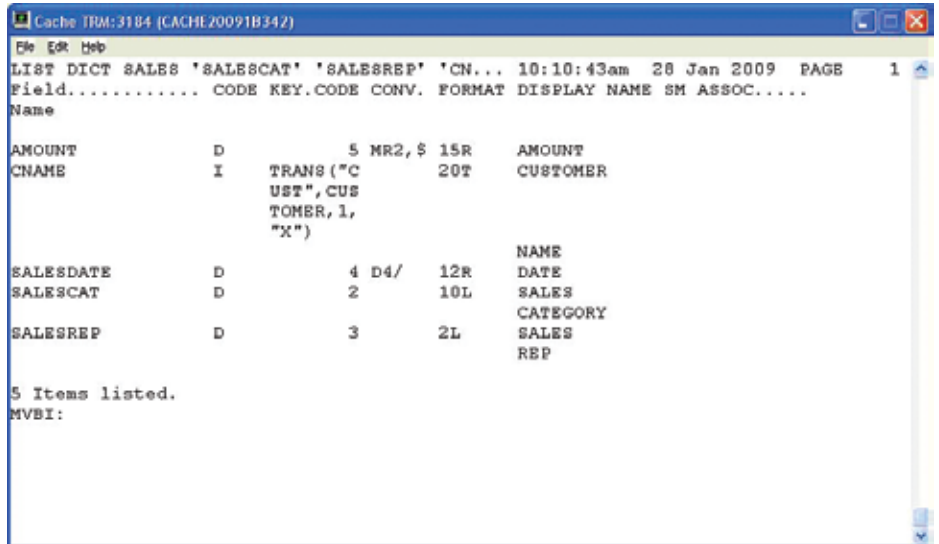 Cache TRM:3184 (CACHE20091B342)
File Edit Help
LIST DICT SALES 'SALESCAT' 'SALESREP' 'CN... 10:10:43am 28 Jan 2009 PAGE 1
Field............ CODE KEY.CODE CONV. FORMAT DISPLAY NAME SM ASSOC.....
Name
AMOUNT D 5 MR2,$ 15R AMOUNT
CNAME I TRANS("C 20T CUSTOMER
UST",CUS
TOMER,1,
"X")
NAME
SALESDATE D 4 D4/ 12R DATE
SALESCAT D 2 10L SALES
CATEGORY
SALESREP D 3 2L SALES
REP
5 Items listed.
MVBI: